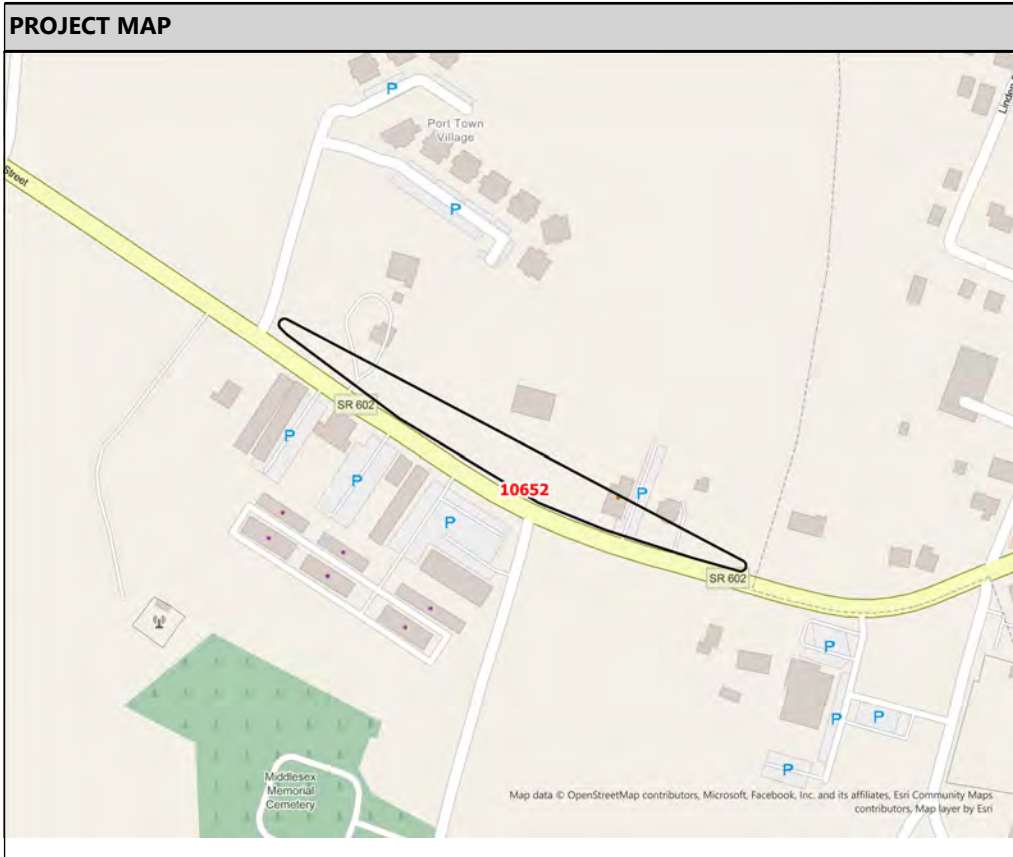 PROJECT MAP
P
Port Town
Village
Linden
Street
P
SR 602
P
P
10652
P
P
SR 602
P
P
P
P
Middlesex
Memorial
Cemetery
Map data © OpenStreetMap contributors, Microsoft, Facebook, Inc. and its affiliates, Esri Community Maps
contributors, Map layer by Esri